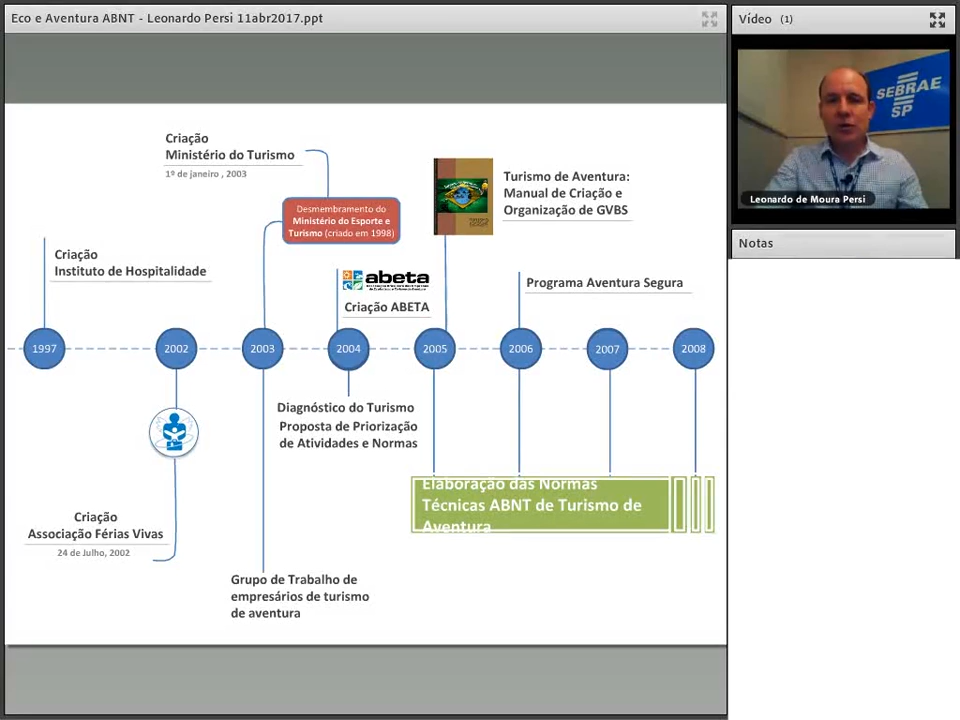 Eco e Aventura ABNT - Leonardo Persi 11abr2017.ppt
Criação
Ministério do Turismo
1º de janeiro , 2003
Desmembramento do
Ministério do Esporte e
Turismo (criado em 1998)
Turismo de Aventura:
Manual de Criação e
Organização de GVBS
Criação
Instituto de Hospitalidade
abeta
Criação ABETA
Programa Aventura Segura
1997
2002
2003
2004
2005
2006
2007
2008
Diagnóstico do Turismo
Proposta de Priorização
de Atividades e Normas
Elaboração das Normas
Técnicas ABNT de Turismo de
Aventura
Criação
Associação Férias Vivas
24 de Julho, 2002
Grupo de Trabalho de
empresários de turismo
de aventura
Vídeo (1)
SEBRAE
SP
Leonardo de Moura Persi
Notas